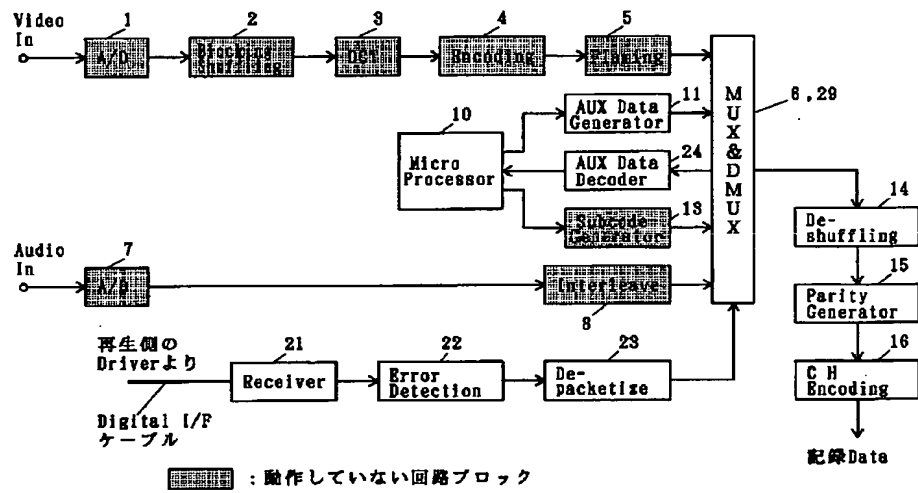 Video
In
1
2
3
4
5
A/D
Blocking
Shuffling
DCT
Encoding
Framing
MUX&DMUX
6,29
10
Micro
Processor
11
AUX Data
Generator
24
AUX Data
Decoder
13
Subcode
Generator
14
De-
shuffling
Audio
In
7
A/D
Interleave
8
15
Parity
Generator
再生側の
Driverより
21
Receiver
22
Error
Detection
23
De-
packetize
16
C H
Encoding
Digital I/F
ケーブル
記録Data
:動作していない回路ブロック